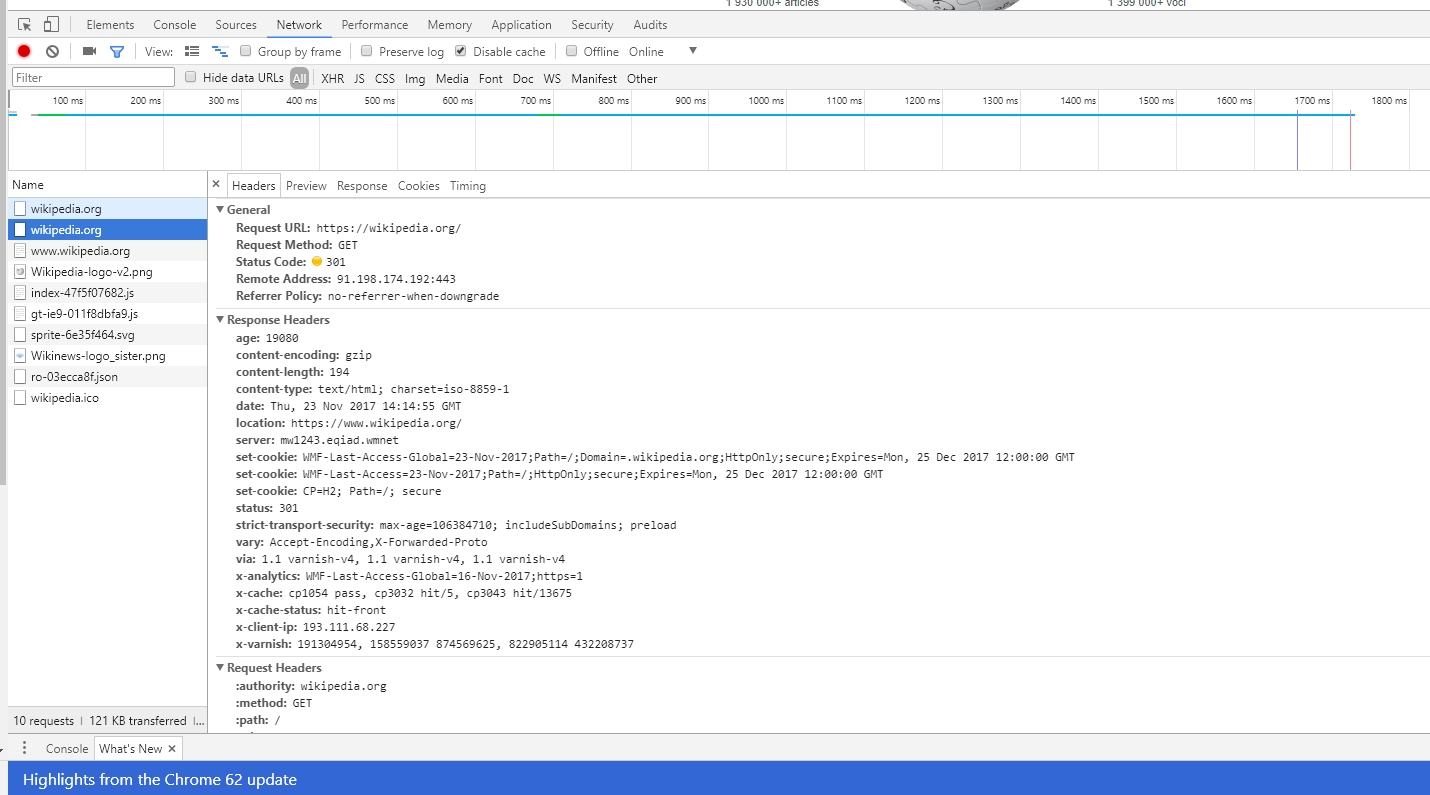 1 930 000+ articles
1 399 000+ voci
Elements Console Sources Network Performance Memory Application Security Audits
View: Group by frame Preserve log Disable cache Offline Online
Filter Hide data URLs All XHR JS CSS Img Media Font Doc WS Manifest Other
100 ms 200 ms 300 ms 400 ms 500 ms 600 ms 700 ms 800 ms 900 ms 1000 ms 1100 ms 1200 ms 1300 ms 1400 ms 1500 ms 1600 ms 1700 ms 1800 ms
Name
wikipedia.org
wikipedia.org
www.wikipedia.org
Wikipedia-logo-v2.png
index-47f5f07682.js
gt-ie9-011f8dbfa9.js
sprite-6e35f464.svg
Wikinews-logo_sister.png
ro-03ecca8f.json
wikipedia.ico
10 requests | 121 KB transferred |...
× Headers Preview Response Cookies Timing
General
Request URL: https://wikipedia.org/
Request Method: GET
Status Code: 301
Remote Address: 91.198.174.192:443
Referrer Policy: no-referrer-when-downgrade
Response Headers
age: 19080
content-encoding: gzip
content-length: 194
content-type: text/html; charset=iso-8859-1
date: Thu, 23 Nov 2017 14:14:55 GMT
location: https://www.wikipedia.org/
server: mw1243.eqiad.wmnet
set-cookie: WMF-Last-Access-Global=23-Nov-2017;Path=/;Domain=.wikipedia.org;HttpOnly;secure;Expires=Mon, 25 Dec 2017 12:00:00 GMT
set-cookie: WMF-Last-Access=23-Nov-2017;Path=/;HttpOnly;secure;Expires=Mon, 25 Dec 2017 12:00:00 GMT
set-cookie: CP=H2; Path=/; secure
status: 301
strict-transport-security: max-age=106384710; includeSubDomains; preload
vary: Accept-Encoding,X-Forwarded-Proto
via: 1.1 varnish-v4, 1.1 varnish-v4, 1.1 varnish-v4
x-analytics: WMF-Last-Access-Global=16-Nov-2017;https=1
x-cache: cp1054 pass, cp3032 hit/5, cp3043 hit/13675
x-cache-status: hit-front
x-client-ip: 193.111.68.227
x-varnish: 191304954, 158559037 874569625, 822905114 432208737
Request Headers
:authority: wikipedia.org
:method: GET
:path: /
Console What's New ×
Highlights from the Chrome 62 update